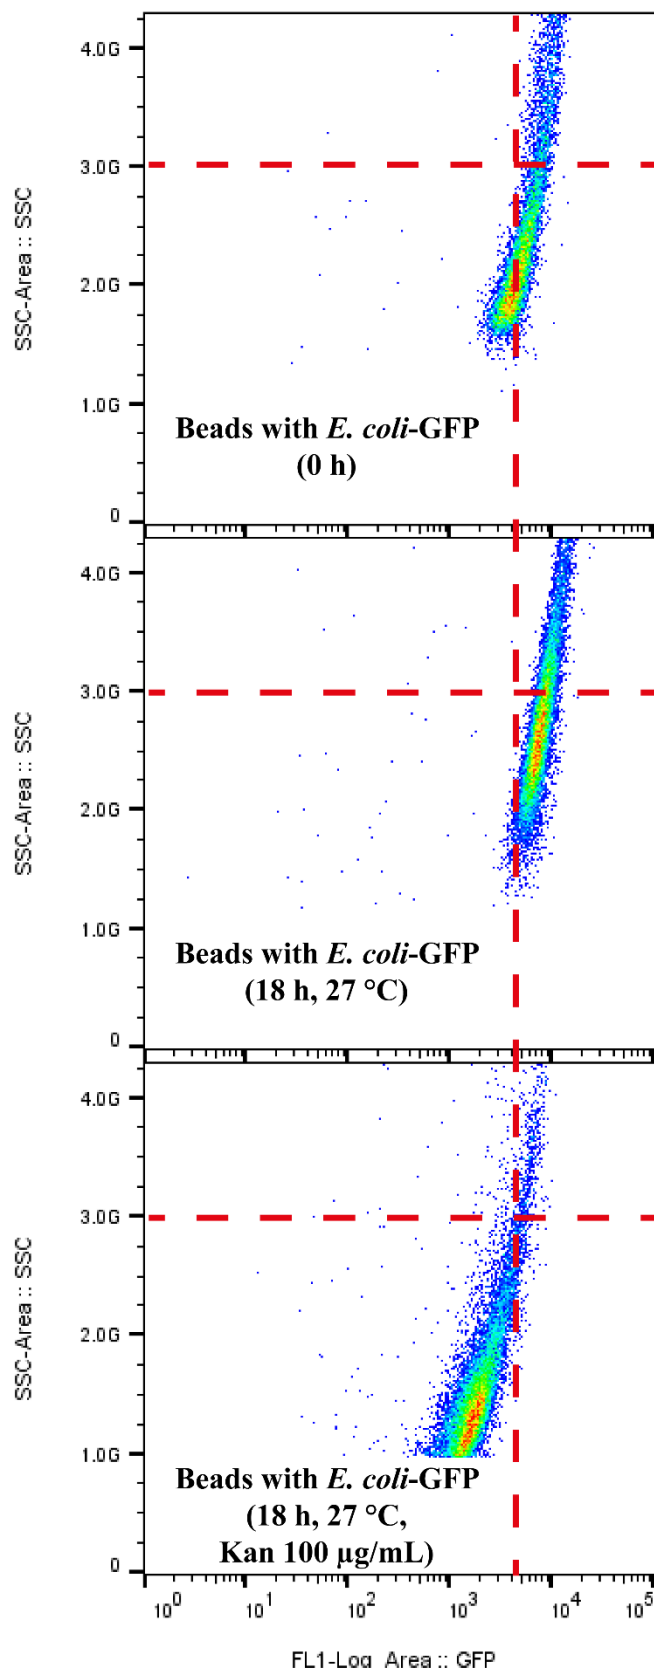 4.0G
3.0G
2.0G
1.0G
0
SSC-Area :: SSC
Beads with E. coli-GFP
(0 h)
4.0G
3.0G
2.0G
1.0G
0
SSC-Area :: SSC
Beads with E. coli-GFP
(18 h, 27 °C)
4.0G
3.0G
2.0G
1.0G
0
SSC-Area :: SSC
Beads with E. coli-GFP
(18 h, 27 °C,
Kan 100 µg/mL)
10⁰ 10¹ 10² 10³ 10⁴ 10⁵
FL1-Log_Area :: GFP